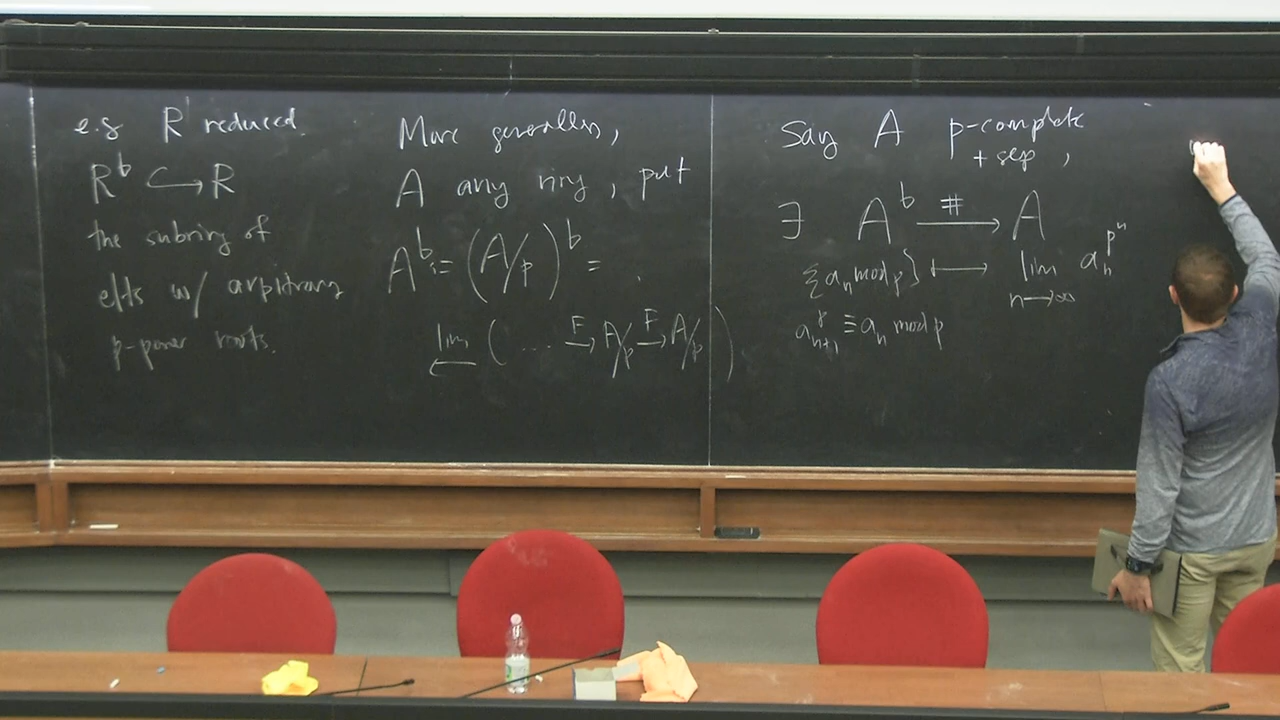 e.g R reduced.
R♭ ↪ R
the subring of
elts w/ arbitrary
p-power roots.
More generally,
A any ring, put
A♭ := (A/p)♭ =
lim ← ( ... F→ A/p F→ A/p )
Say A p-complete
+ sep,
∃ A♭ #→ A
{a_n mod p} ⟼ lim n→∞ a_n^{p^n}
a_{n+1}^p ≡ a_n mod p